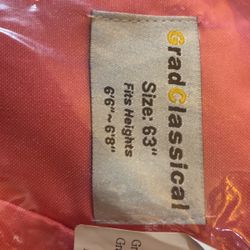 GradClassical
Size: 63"
Fits Heights
6'6"~6'8"